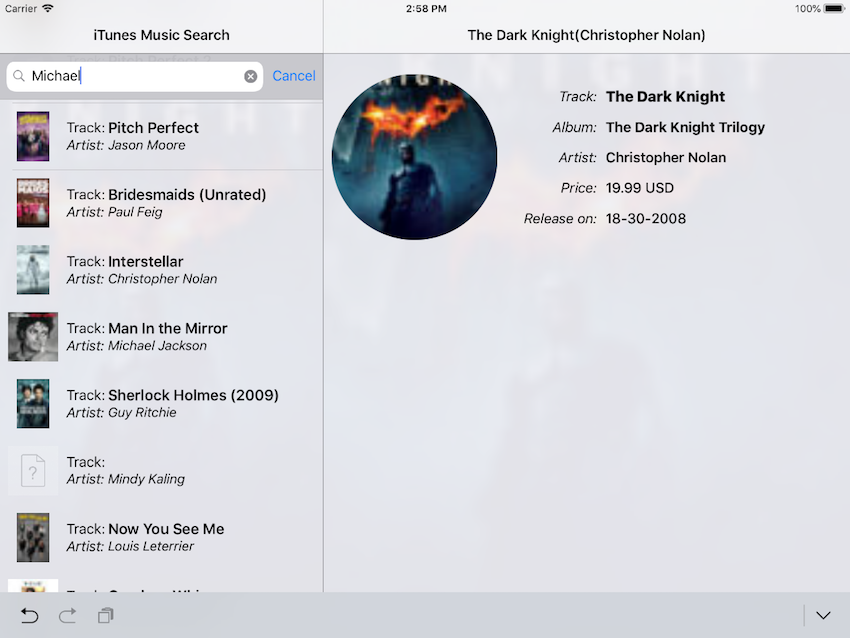 Carrier
2:58 PM
100%
iTunes Music Search
Michael
Cancel
Track: Pitch Perfect
Artist: Jason Moore
Track: Bridesmaids (Unrated)
Artist: Paul Feig
Track: Interstellar
Artist: Christopher Nolan
Track: Man In the Mirror
Artist: Michael Jackson
Track: Sherlock Holmes (2009)
Artist: Guy Ritchie
?
Track:
Artist: Mindy Kaling
Track: Now You See Me
Artist: Louis Leterrier
The Dark Knight(Christopher Nolan)
Track: The Dark Knight
Album: The Dark Knight Trilogy
Artist: Christopher Nolan
Price: 19.99 USD
Release on: 18-30-2008